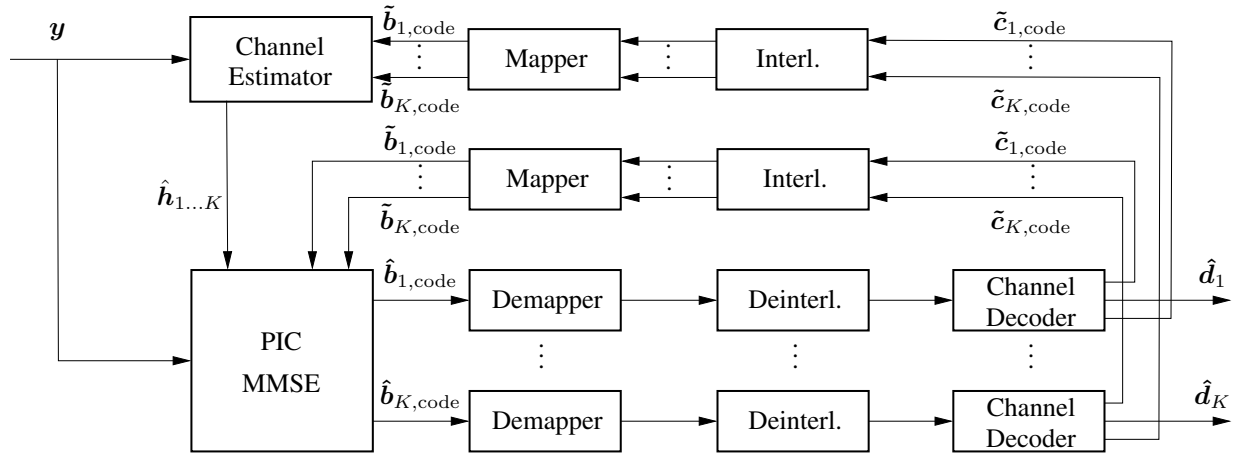 y
Channel
Estimator
b̃1,code
⋮
b̃K,code
Mapper
⋮
Interl.
c̃1,code
⋮
c̃K,code
ĥ1...K
b̃1,code
⋮
b̃K,code
Mapper
⋮
Interl.
c̃1,code
⋮
c̃K,code
PIC
MMSE
b̂1,code
Demapper
Deinterl.
Channel
Decoder
d̂1
⋮
⋮
⋮
b̂K,code
Demapper
Deinterl.
Channel
Decoder
d̂K